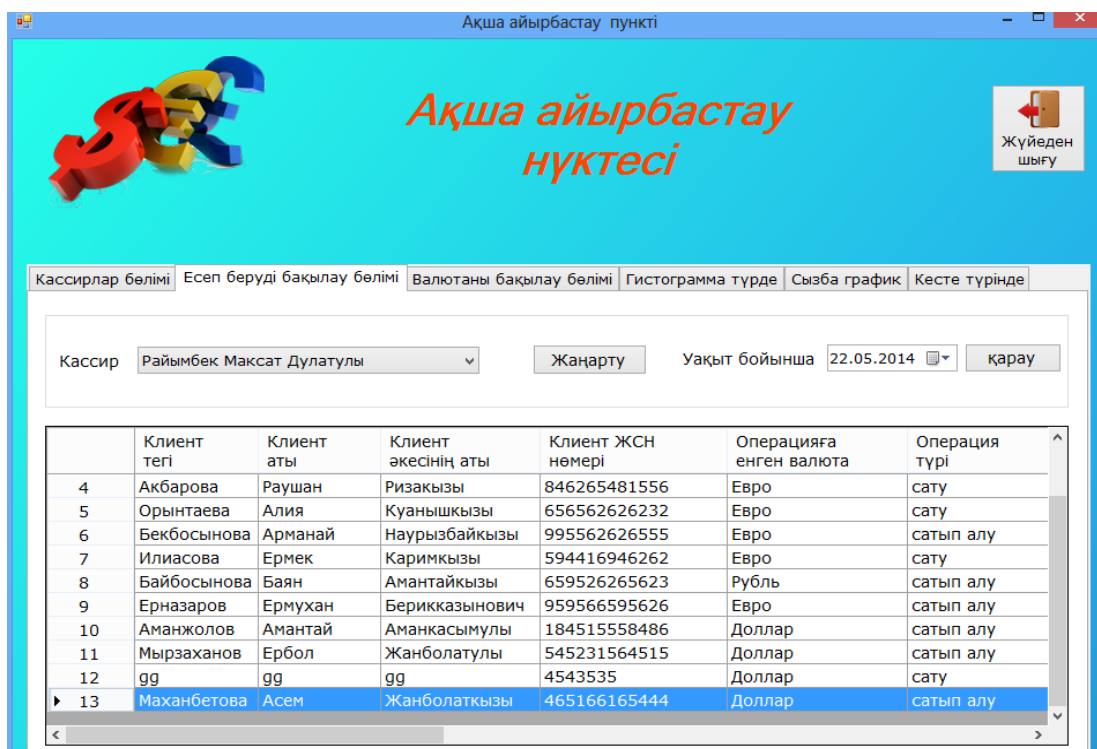 Ақша айырбастау пункті
Ақша айырбастау
нүктесі
Жүйеден
шығу
Кассирлар бөлімі Есеп беруді бақылау бөлімі Валютаны бақылау бөлімі Гистограмма түрде Сызба график Кесте түрінде
Кассир Райымбек Максат Дулатулы Жаңарту Уақыт бойынша 22.05.2014 қарау
Клиент тегі Клиент аты Клиент әкесінің аты Клиент ЖСН нөмері Операцияға енген валюта Операция түрі
4 Акбарова Раушан Ризакызы 846265481556 Евро сату
5 Орынтаева Алия Куанышкызы 656562626232 Евро сату
6 Бекбосынова Арманай Наурызбайкызы 995562626555 Евро сатып алу
7 Илиасова Ермек Каримкызы 594416946262 Евро сату
8 Байбосынова Баян Амантайкызы 659526265623 Рубль сатып алу
9 Ерназаров Ермухан Берикказынович 959566595626 Евро сатып алу
10 Аманжолов Амантай Аманкасымулы 184515558486 Доллар сатып алу
11 Мырзаханов Ербол Жанболатулы 545231564515 Доллар сатып алу
12 gg gg gg 4543535 Доллар сату
13 Маханбетова Асем Жанболаткызы 465166165444 Доллар сатып алу